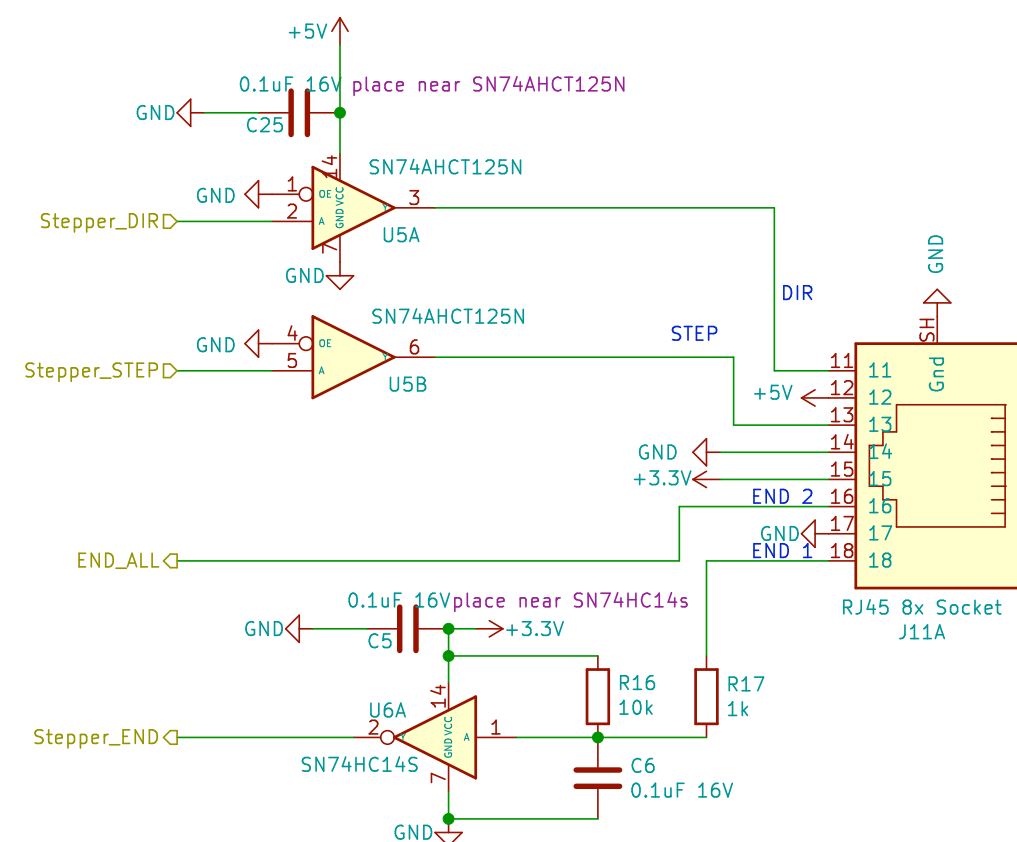 +5V
0.1uF 16V place near SN74AHCT125N
GND
C25
14
SN74AHCT125N
1 OE VCC
GND
3
Y
Stepper_DIR 2 A GND
U5A
7
GND
GND
DIR
SN74AHCT125N
STEP
4 OE
GND
6
Y
SH
Stepper_STEP 5 A
U5B
Gnd
11 11
+5V 12 12
13 13
GND 14 14
+3.3V 15 15
END 2 16 16
GND 17 17
END 1 18 18
END_ALL
0.1uF 16V place near SN74HC14s
RJ45 8x Socket
J11A
GND
C5
+3.3V
R16
10k
R17
1k
14
U6A
VCC
Stepper_END 2 Y GND A 1
SN74HC14S
7
C6
0.1uF 16V
GND